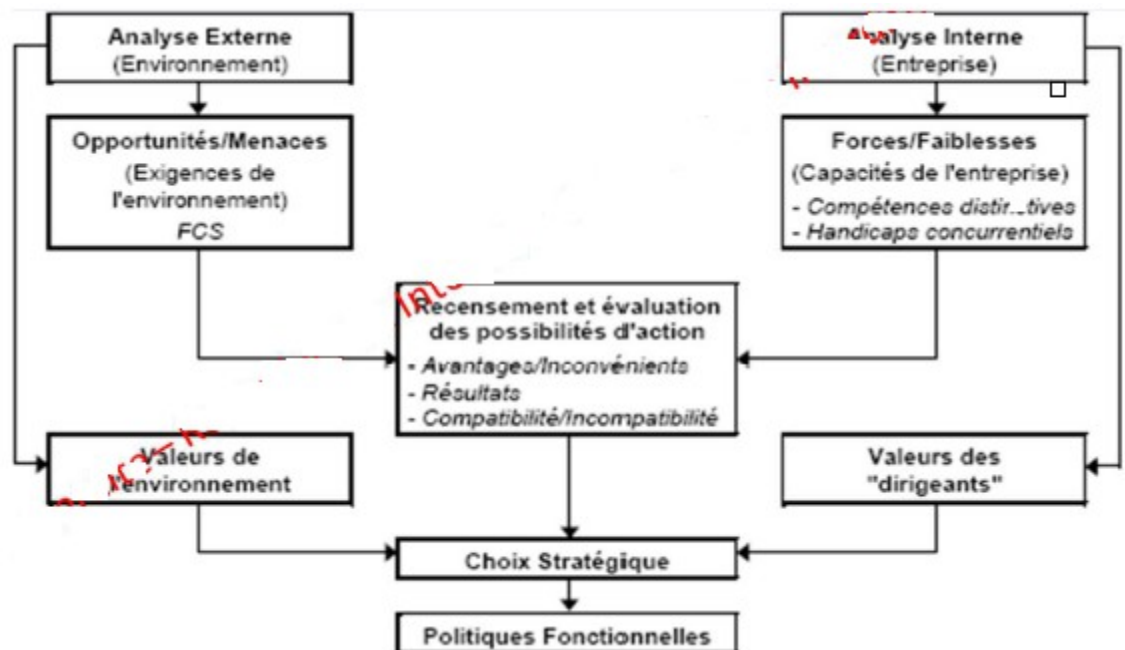 Analyse Externe
(Environnement)
Analyse Interne
(Entreprise)
Opportunités/Menaces
(Exigences de
l'environnement)
FCS
Forces/Faiblesses
(Capacités de l'entreprise)
- Compétences
- Handicaps concurrentiels
Recensement et évaluation
des possibilités d'action
- Avantages/Inconvénients
- Résultats
- Compatibilité/Incompatibilité
Valeurs de
l'environnement
Valeurs des
"dirigeants"
Choix Stratégique
Politiques Fonctionnelles